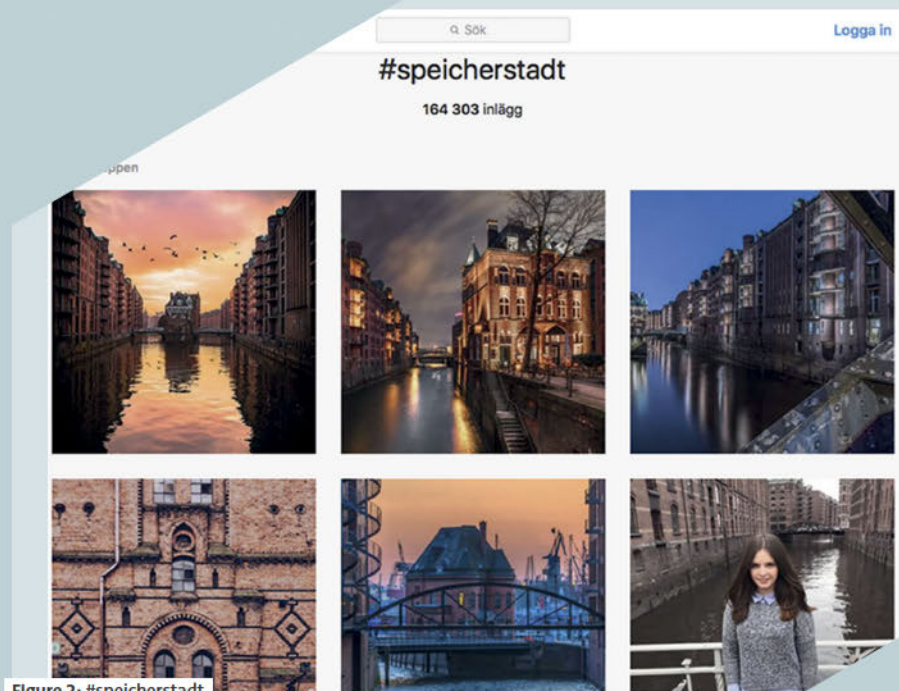 Sök
Logga in
#speicherstadt
164 303 inlägg
Figure 2: #speicherstadt